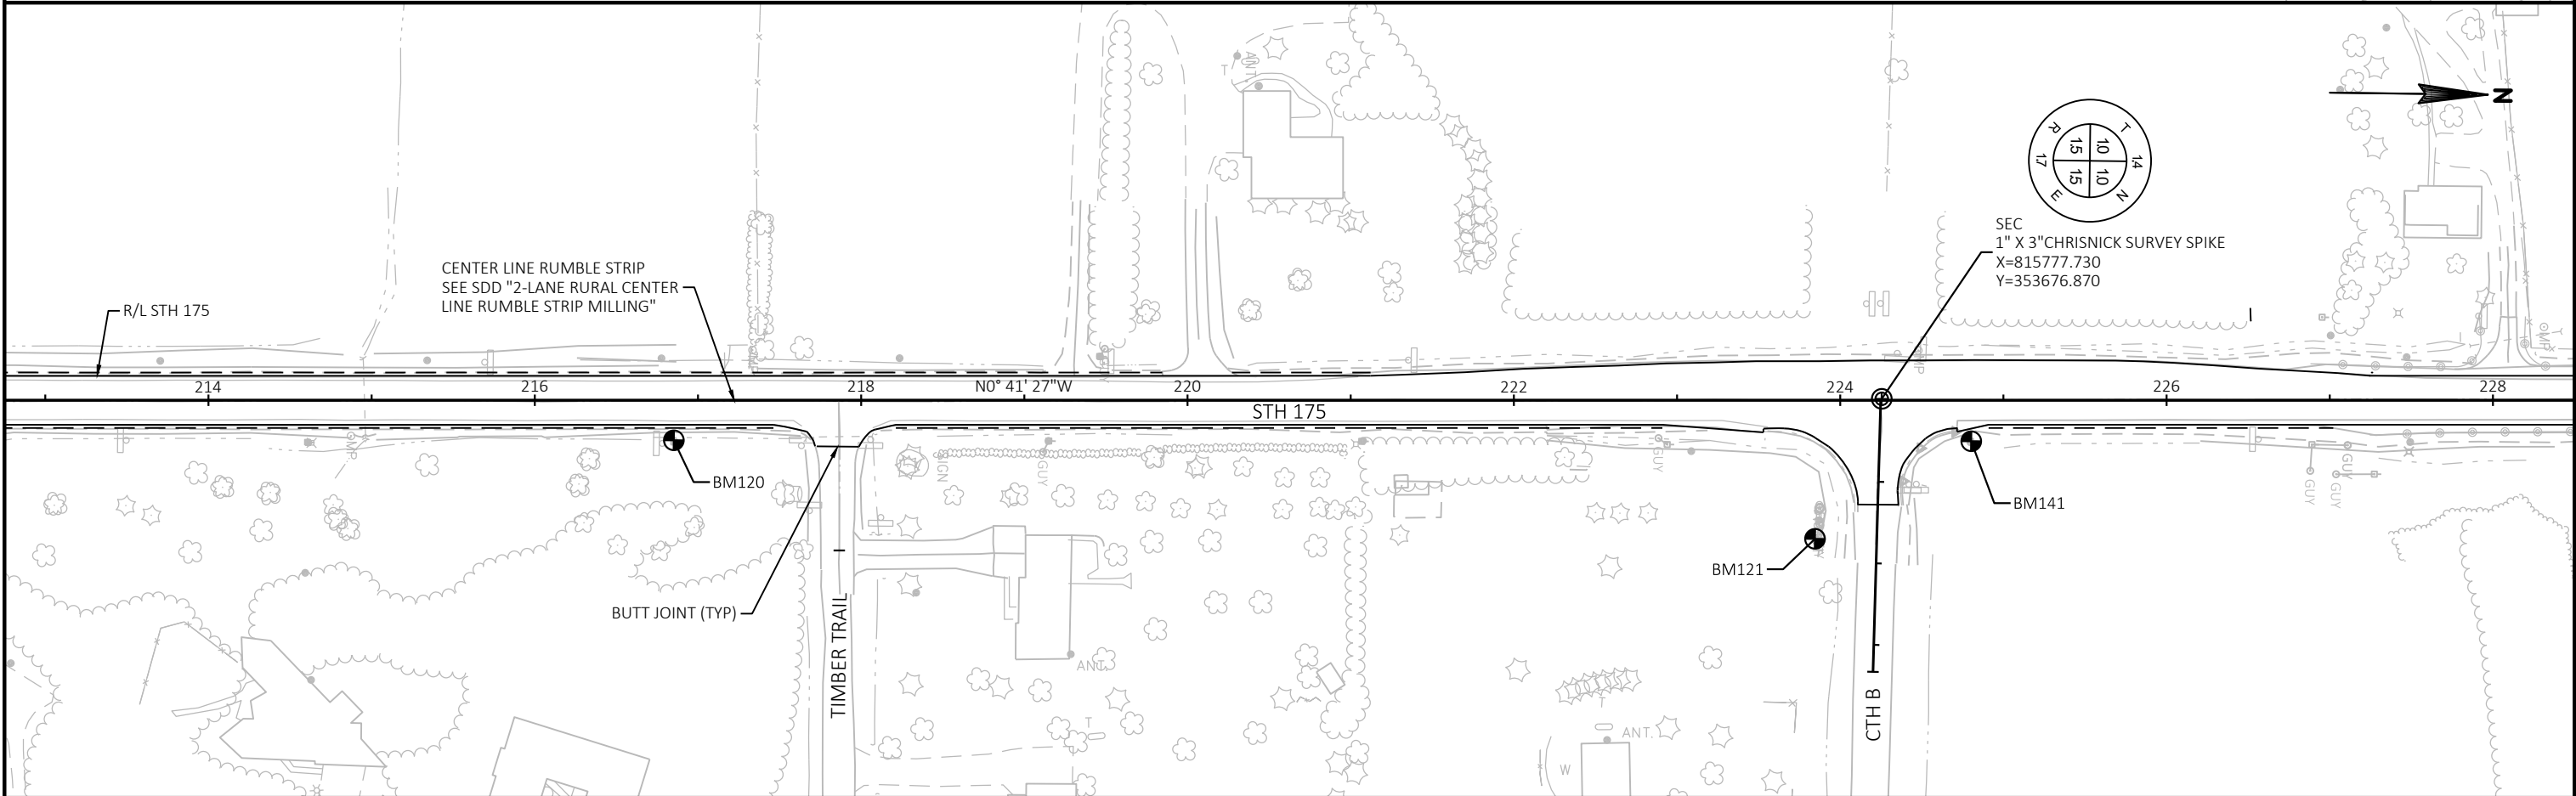 N
T
14
N
R
17
E
15
10
15
10
SEC
1" X 3"CHRISNICK SURVEY SPIKE
X=815777.730
Y=353676.870
CENTER LINE RUMBLE STRIP
SEE SDD "2-LANE RURAL CENTER
LINE RUMBLE STRIP MILLING"
R/L STH 175
214
216
218
N0° 41' 27"W
220
222
224
226
228
STH 175
BM120
BM141
BM121
BUTT JOINT (TYP)
TIMBER TRAIL
CTH B
SIGN
GUY
GUY
GUY
GUY
GUY
ANT.
ANT.
ANT.
T
T
T
W